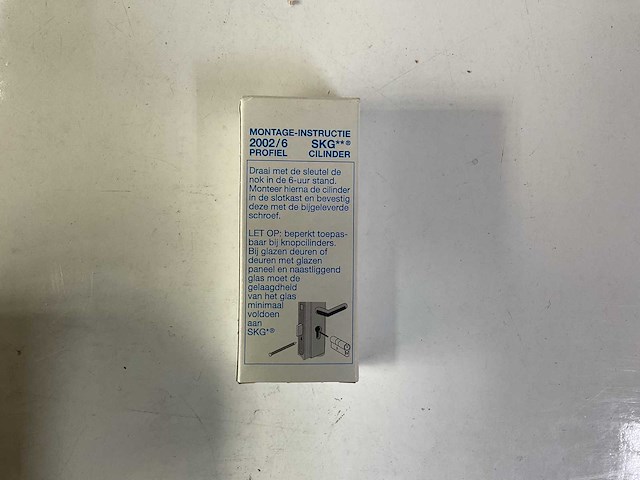 MONTAGE-INSTRUCTIE
2002/6 SKG**®
PROFIEL CILINDER
Draai met de sleutel de
nok in de 6-uur stand.
Monteer hierna de cilinder
in de slotkast en bevestig
deze met de bijgeleverde
schroef.
LET OP: beperkt toepas-
baar bij knopcilinders.
Bij glazen deuren of
deuren met glazen
paneel en naastliggend
glas moet de
gelaagdheid
van het glas
minimaal
voldoen
aan
SKG*®